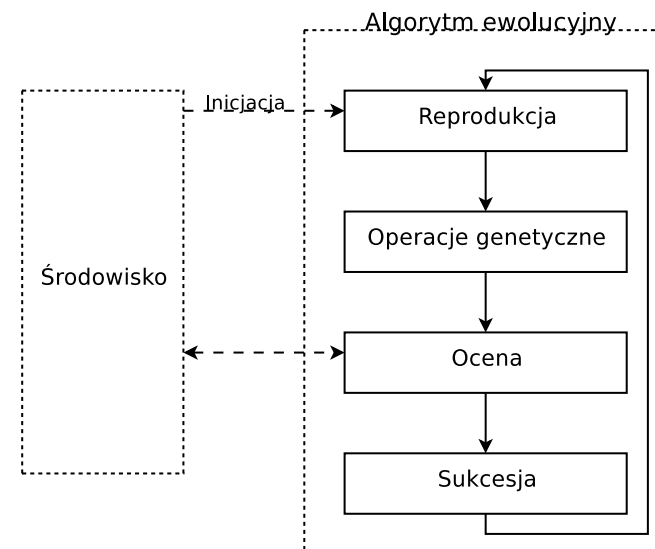 Algorytm ewolucyjny
Inicjacja
Reprodukcja
Operacje genetyczne
Środowisko
Ocena
Sukcesja